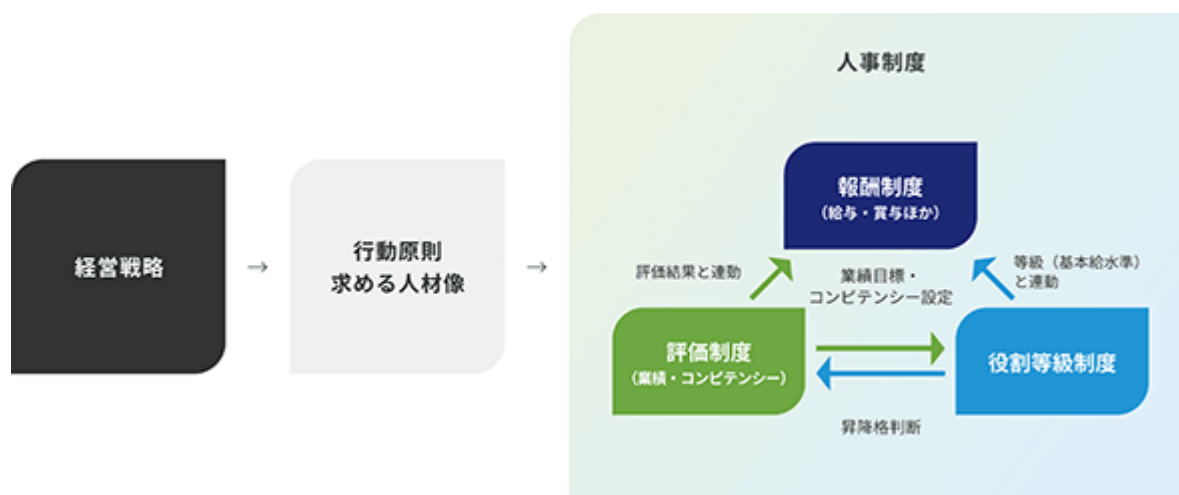 人事制度
経営戦略
→
行動原則
求める人材像
→
報酬制度
（給与・賞与ほか）
評価結果と連動
業績目標・
コンピテンシー設定
等級（基本給水準）
と連動
評価制度
（業績・コンピテンシー）
役割等級制度
昇降格判断